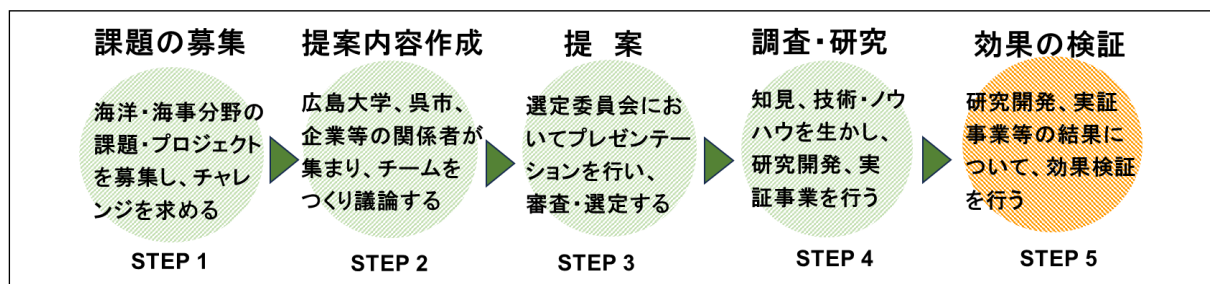 課題の募集
海洋・海事分野の
課題・プロジェクト
を募集し、チャレ
ンジを求める
STEP 1
提案内容作成
広島大学、呉市、
企業等の関係者が
集まり、チームを
つくり議論する
STEP 2
提 案
選定委員会にお
いてプレゼンテー
ションを行い、
審査・選定する
STEP 3
調査・研究
知見、技術・ノウ
ハウを生かし、
研究開発、実
証事業を行う
STEP 4
効果の検証
研究開発、実証
事業等の結果に
ついて、効果検証
を行う
STEP 5